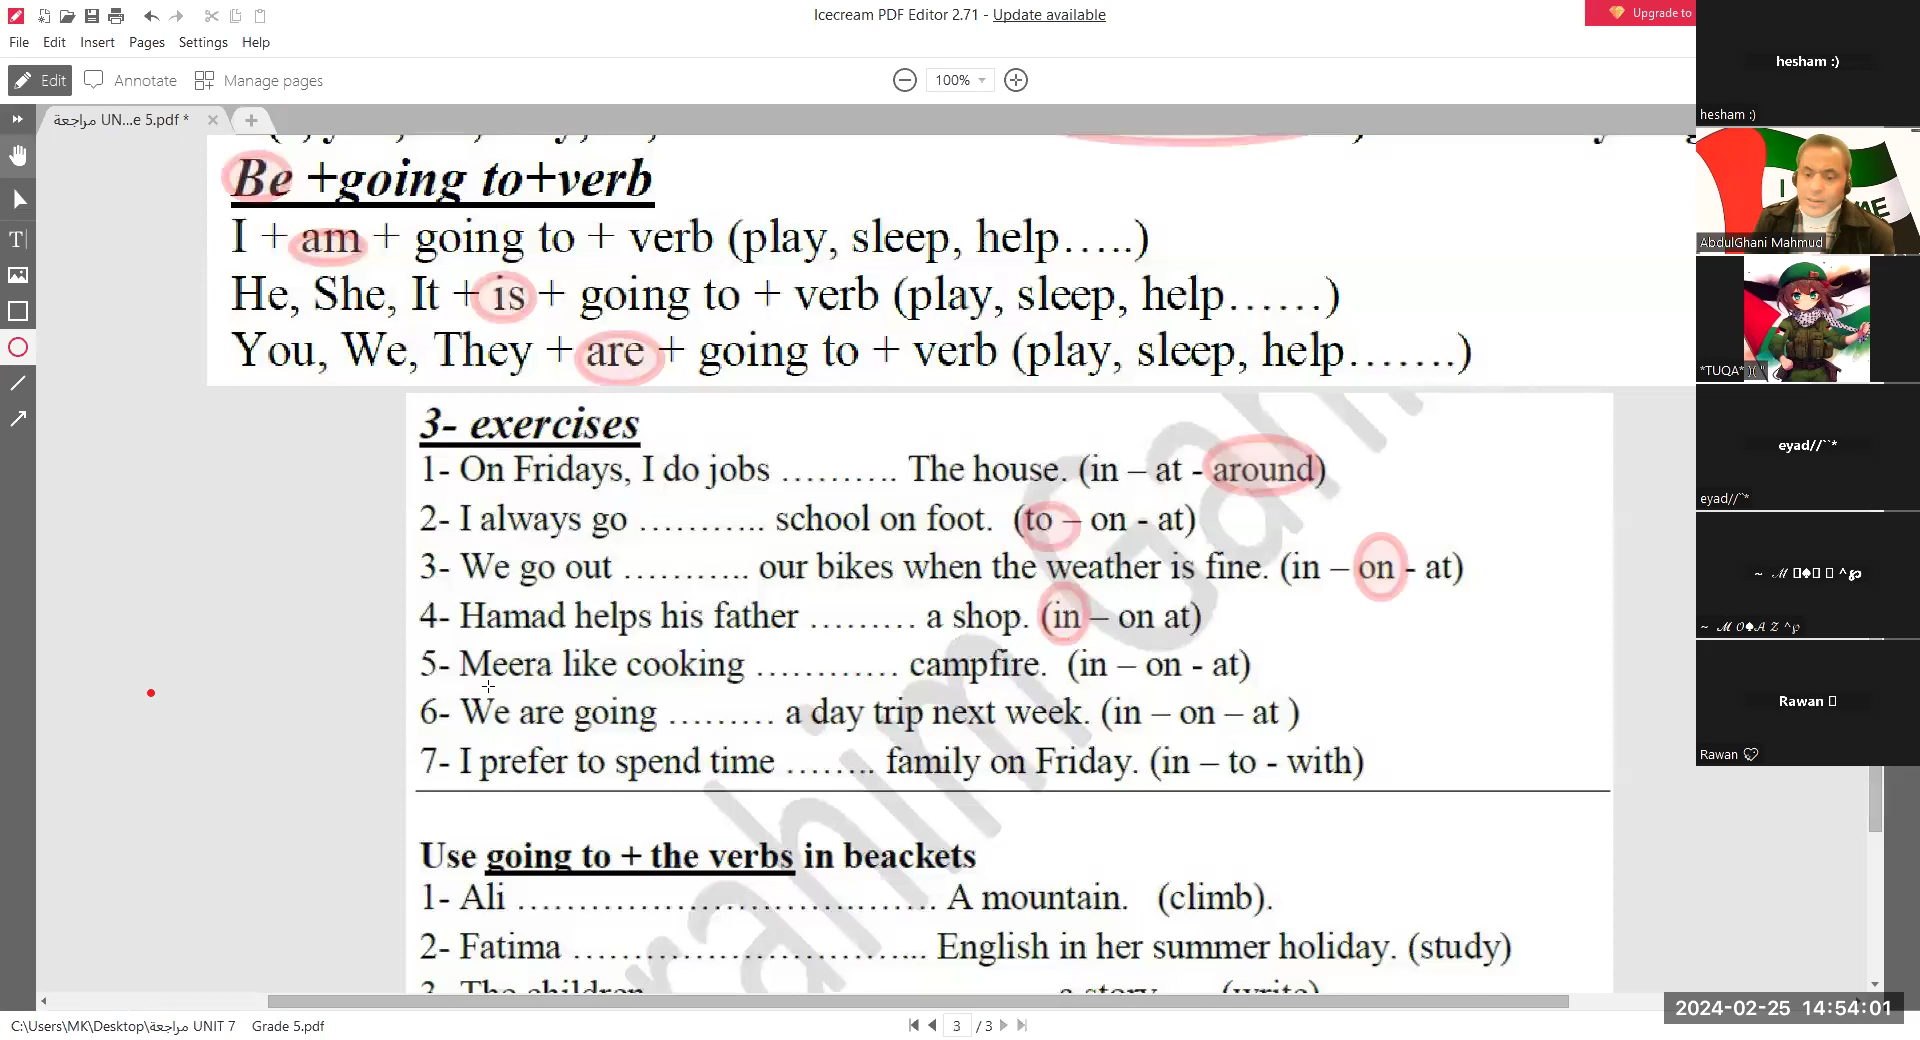 Icecream PDF Editor 2.71 - Update available
Upgrade to
File Edit Insert Pages Settings Help
Edit Annotate Manage pages
100%
مراجعة UN...e 5.pdf *
Be +going to+verb
I + am + going to + verb (play, sleep, help…..)
He, She, It + is + going to + verb (play, sleep, help……)
You, We, They + are + going to + verb (play, sleep, help…….)
3- exercises
1- On Fridays, I do jobs ………. The house. (in – at - around)
2- I always go ……….. school on foot. (to – on - at)
3- We go out ……….. our bikes when the weather is fine. (in – on - at)
4- Hamad helps his father ……… a shop. (in – on at)
5- Meera like cooking ………… campfire. (in – on - at)
6- We are going ……… a day trip next week. (in – on – at )
7- I prefer to spend time …….. family on Friday. (in – to - with)
Use going to + the verbs in beackets
1- Ali ………………………….……. A mountain. (climb).
2- Fatima …………………………... English in her summer holiday. (study)
3- The children a story (write)
rahim Gani
hesham :)
hesham :)
AbdulGhani Mahmud
*TUQA*
eyad//``*
eyad//``*
Rawan
Rawan
2024-02-25 14:54:01
C:\Users\MK\Desktop\مراجعة UNIT 7 Grade 5.pdf
3 / 3